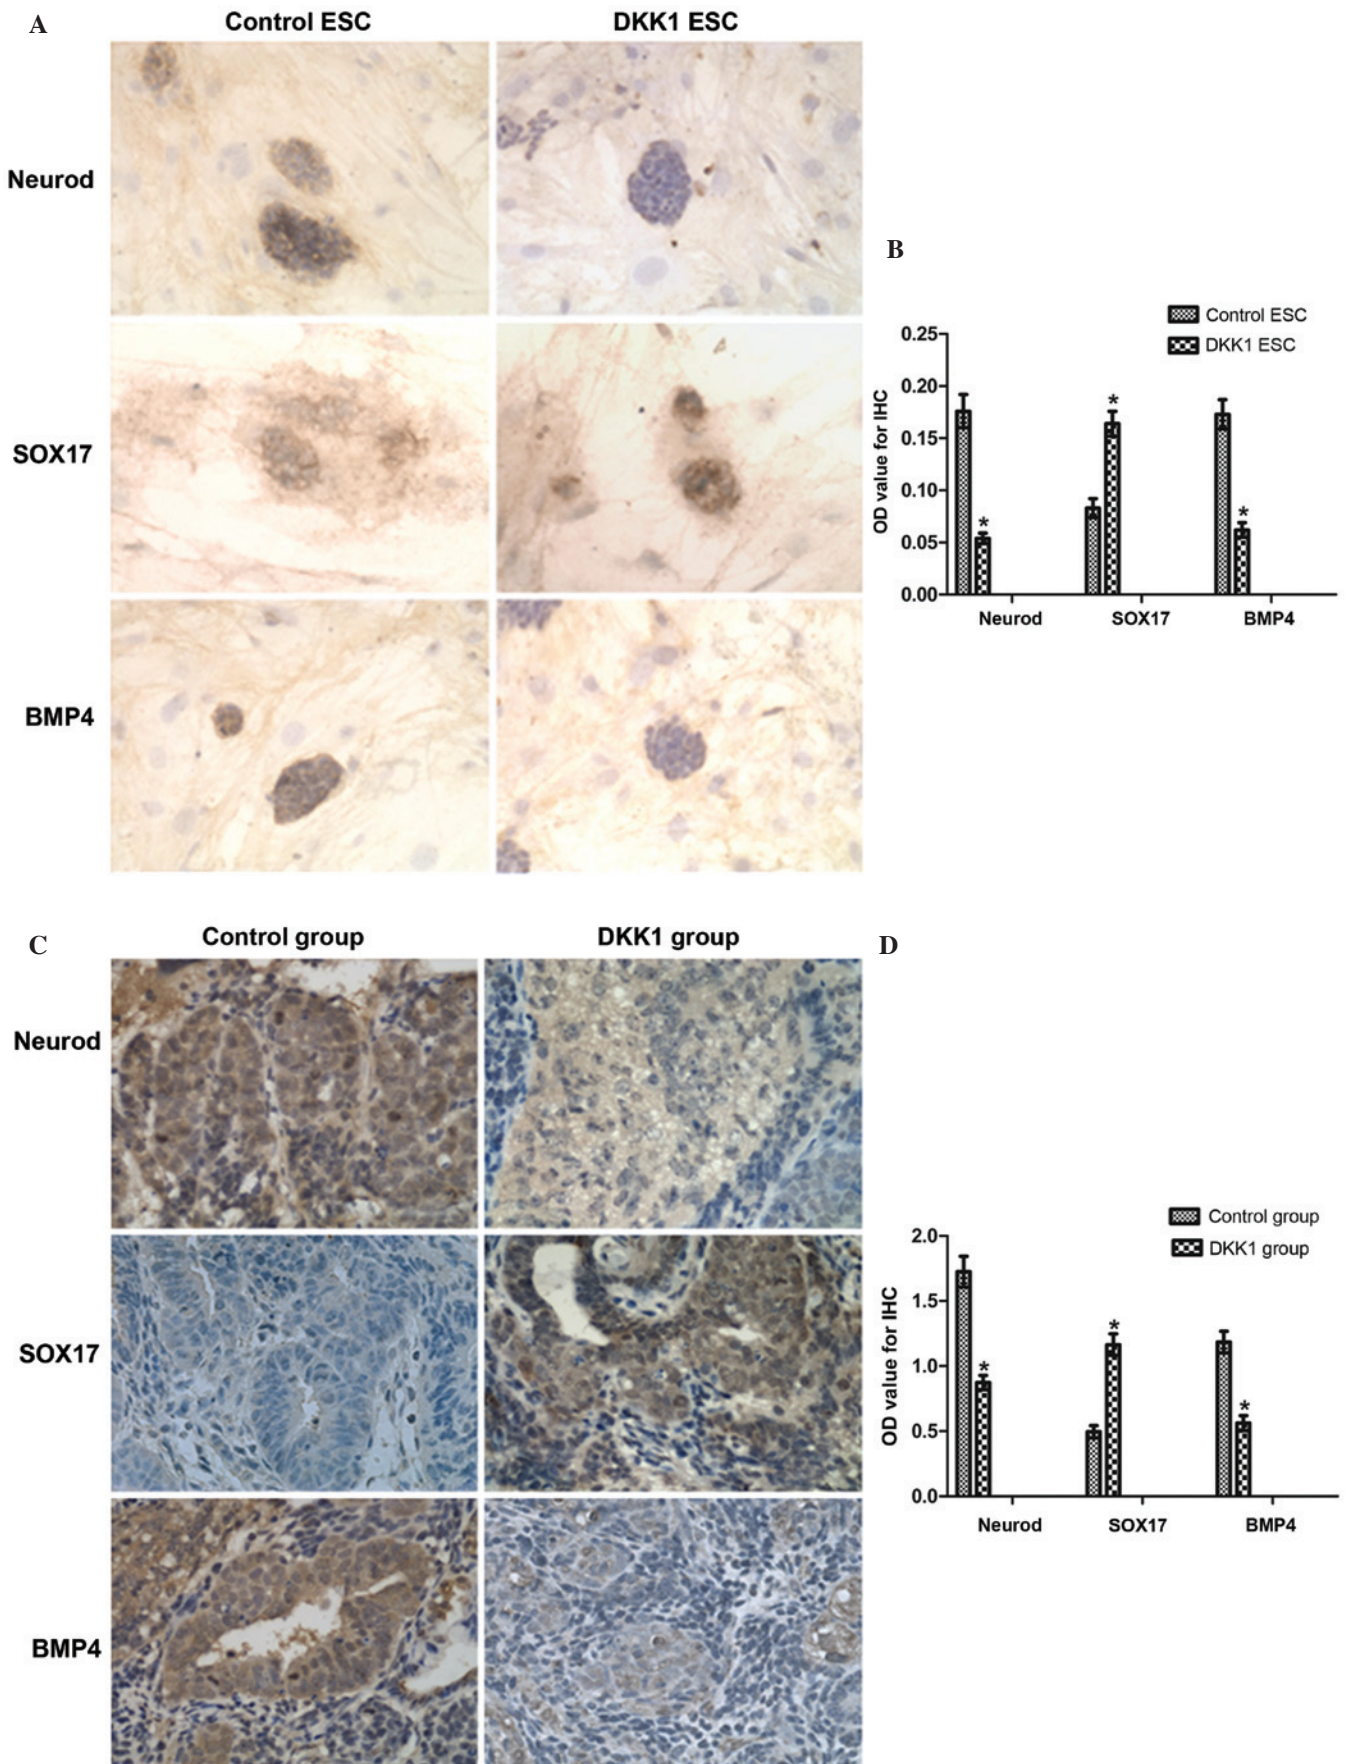 A
Control ESC
DKK1 ESC
Neurod
SOX17
BMP4
B
Control ESC
DKK1 ESC
OD value for IHC
0.25
0.20
0.15
0.10
0.05
0.00
*
*
*
Neurod SOX17 BMP4
C
Control group
DKK1 group
Neurod
SOX17
BMP4
D
Control group
DKK1 group
OD value for IHC
2.0
1.5
1.0
0.5
0.0
*
*
*
Neurod SOX17 BMP4